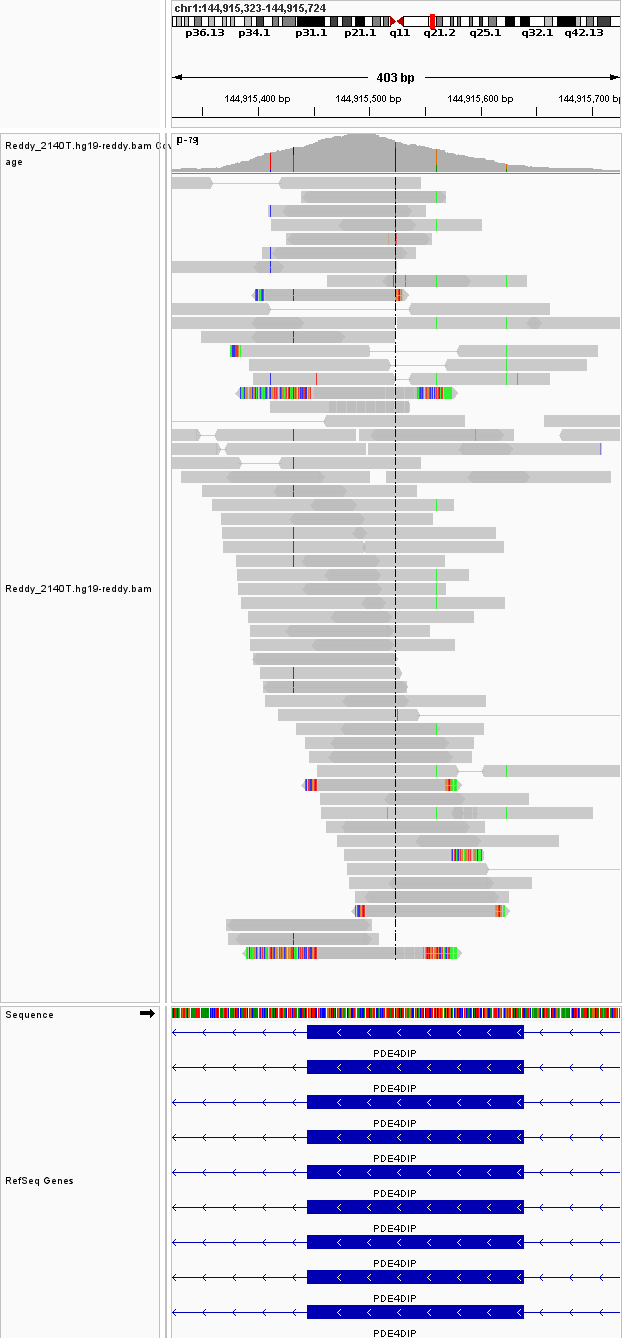 chr1:144,915,323-144,915,724
p36.13 p34.1 p31.1 p21.1 q11 q21.2 q25.1 q32.1 q42.13
403 bp
144,915,400 bp 144,915,500 bp 144,915,600 bp 144,915,700 bp
Reddy_2140T.hg19-reddy.bam Cov
age
[0-79]
Reddy_2140T.hg19-reddy.bam
Sequence
PDE4DIP
PDE4DIP
PDE4DIP
PDE4DIP
RefSeq Genes
PDE4DIP
PDE4DIP
PDE4DIP
PDE4DIP
PDE4DIP